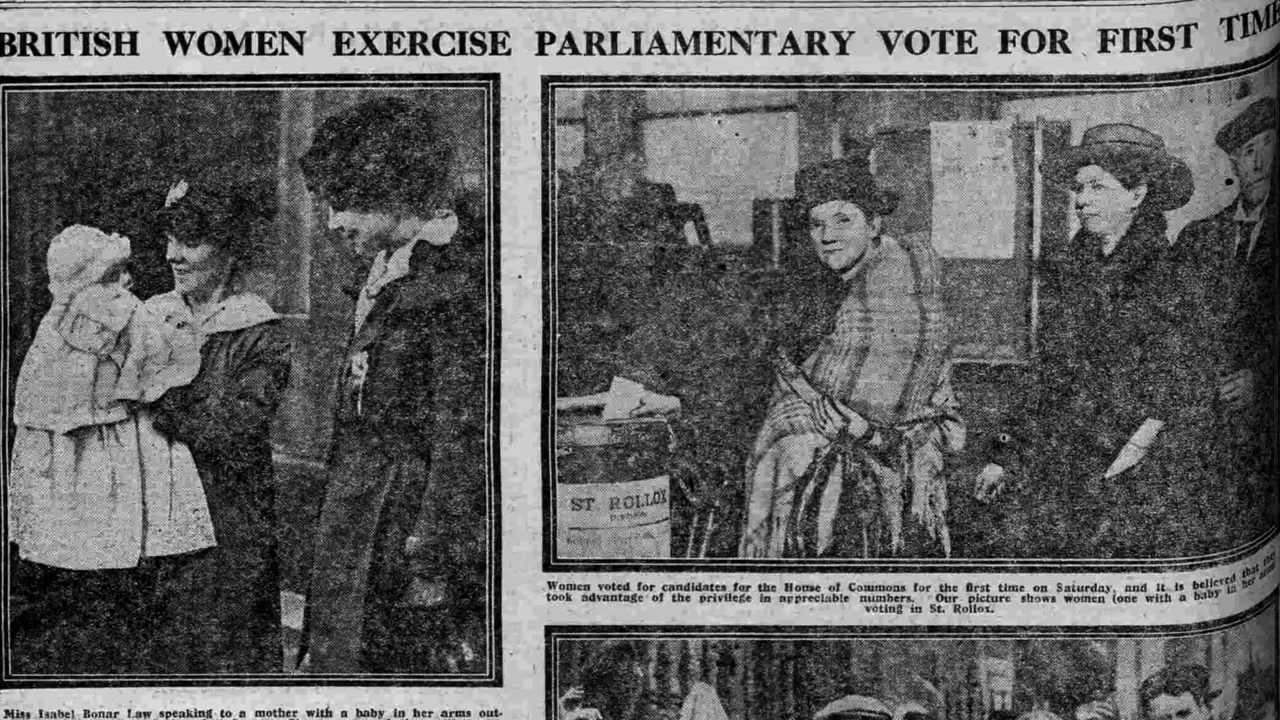 BRITISH WOMEN EXERCISE PARLIAMENTARY VOTE FOR FIRST TIME
ST ROLLOX
Women voted for candidates for the House of Commons for the first time on Saturday, and it is believed that they
took advantage of the privilege in appreciable numbers. Our picture shows women (one with a baby in her arms)
voting in St. Rollox.
Miss Isabel Bonar Law speaking to a mother with a baby in her arms out-